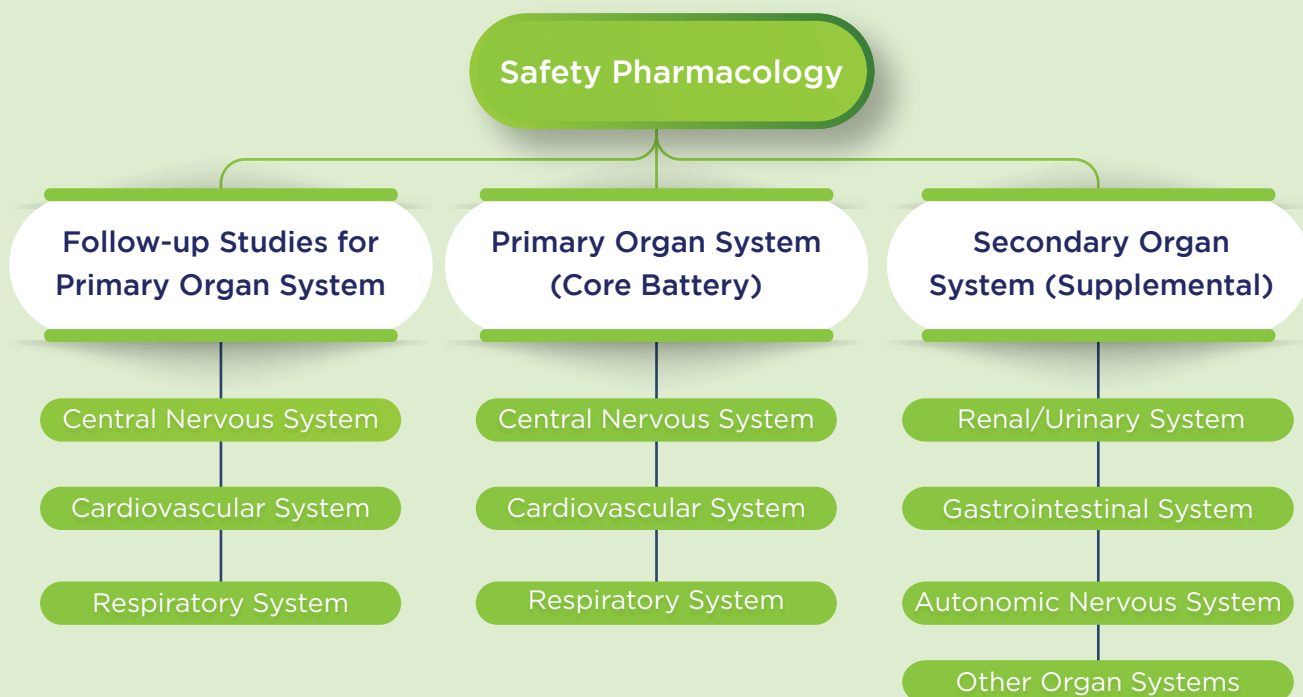 Safety Pharmacology
Follow-up Studies for
Primary Organ System
Central Nervous System
Cardiovascular System
Respiratory System
Primary Organ System
(Core Battery)
Central Nervous System
Cardiovascular System
Respiratory System
Secondary Organ
System (Supplemental)
Renal/Urinary System
Gastrointestinal System
Autonomic Nervous System
Other Organ Systems